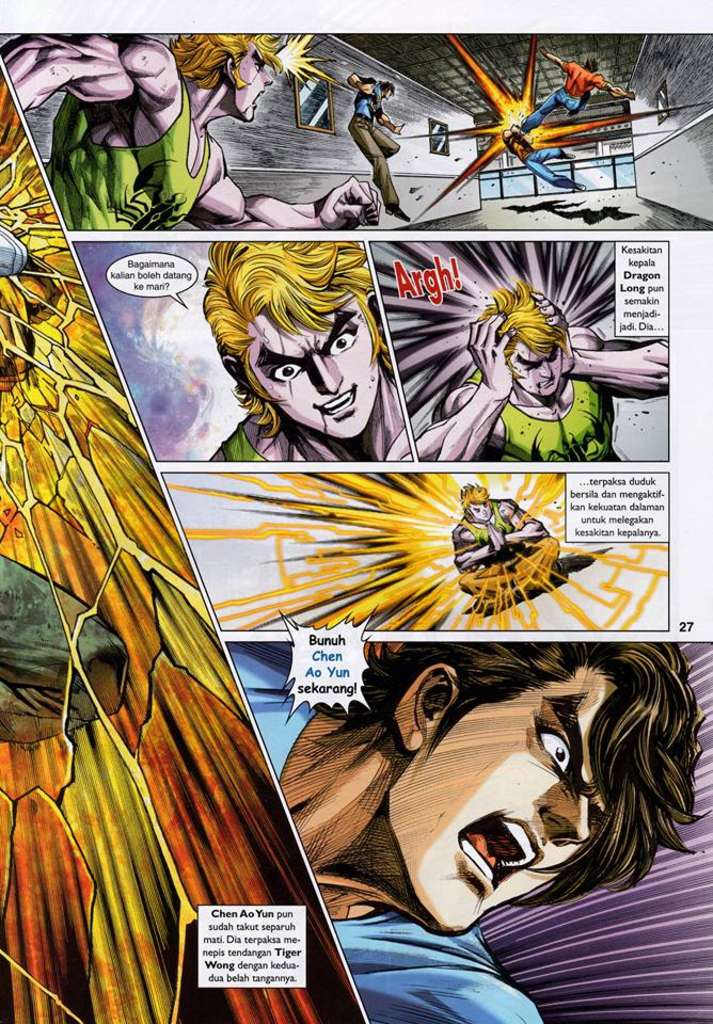 Bagaimana
kalian boleh datang
ke mari?
Argh!
Kesakitan
kepala
Dragon
Long pun
semakin
menjadi-
jadi. Dia...
...terpaksa duduk
bersila dan mengaktif-
kan kekuatan dalaman
untuk melegakan
kesakitan kepalanya.
27
Bunuh
Chen
Ao Yun
sekarang!
Chen Ao Yun pun
sudah takut separuh
mati. Dia terpaksa me-
nepis tendangan Tiger
Wong dengan kedua-
dua belah tangannya.